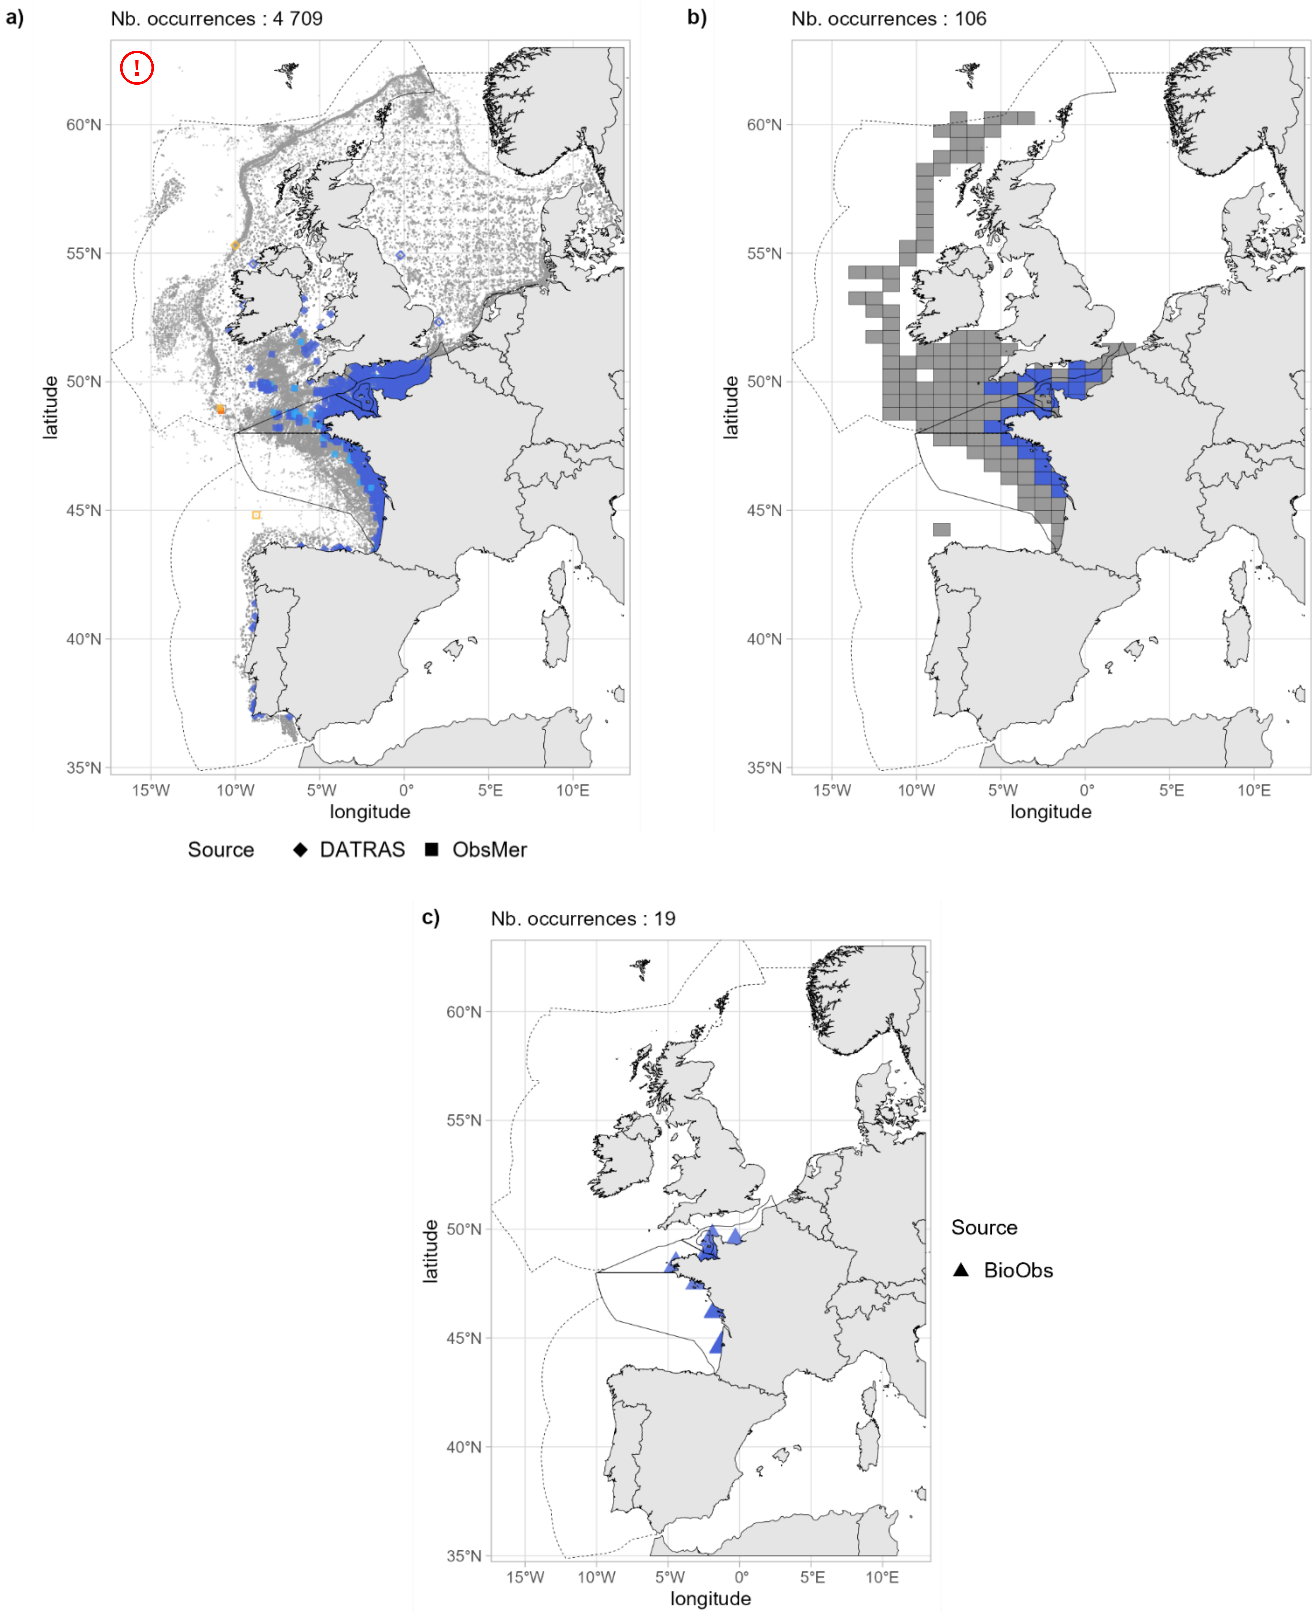 a)
Nb. occurrences : 4 709
!
60°N
55°N
50°N
45°N
40°N
35°N
latitude
15°W 10°W 5°W 0° 5°E 10°E
longitude
Source DATRAS ObsMer
b)
Nb. occurrences : 106
60°N
55°N
50°N
45°N
40°N
35°N
latitude
15°W 10°W 5°W 0° 5°E 10°E
longitude
c)
Nb. occurrences : 19
60°N
55°N
50°N
45°N
40°N
35°N
latitude
15°W 10°W 5°W 0° 5°E 10°E
longitude
Source
BioObs